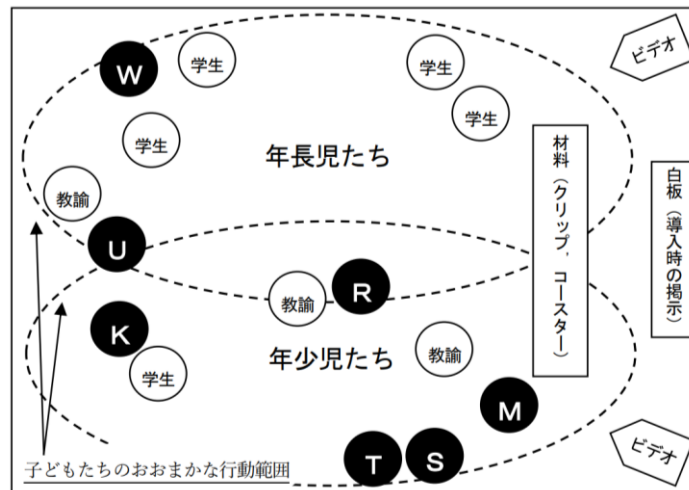 ビデオ
W
学生
学生
学生
学生
年長児たち
教諭
U
材料（クリップ，コースター）
白板（導入時の掲示）
教諭
R
K
学生
年少児たち
教諭
M
T
S
ビデオ
子どもたちのおおまかな行動範囲